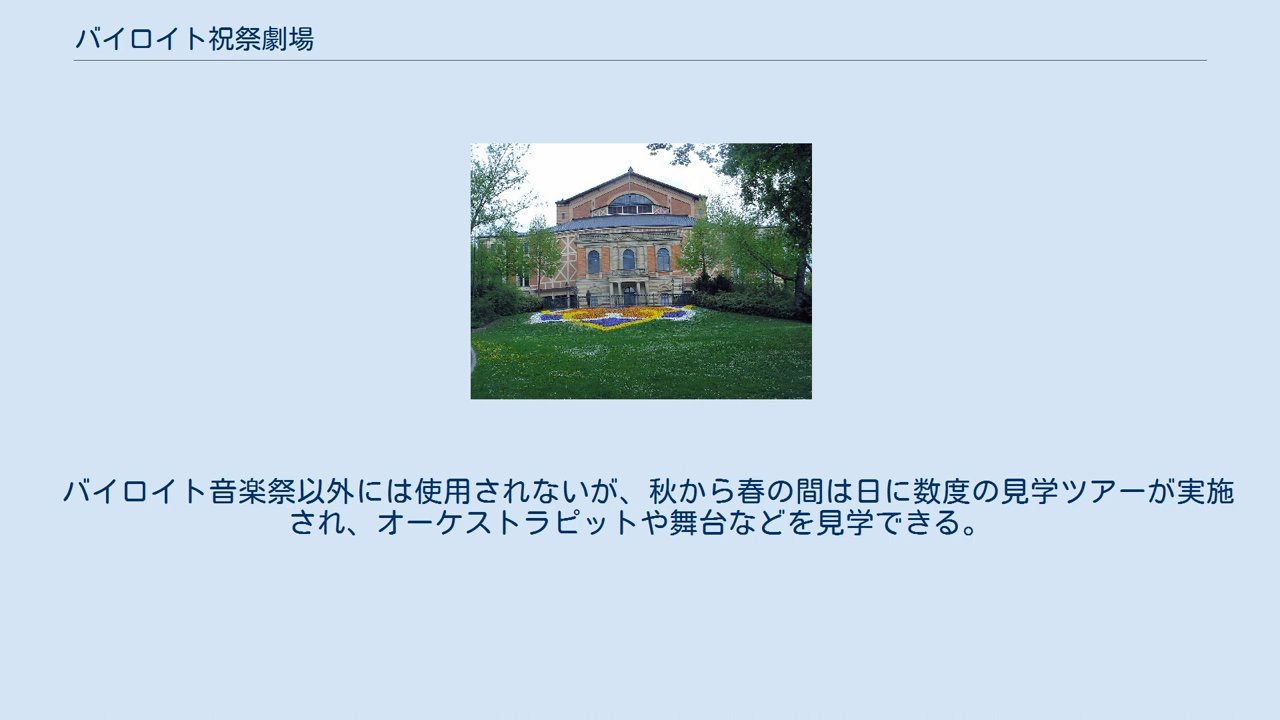 バイロイト祝祭劇場
バイロイト音楽祭以外には使用されないが、秋から春の間は日に数度の見学ツアーが実施
され、オーケストラピットや舞台などを見学できる。